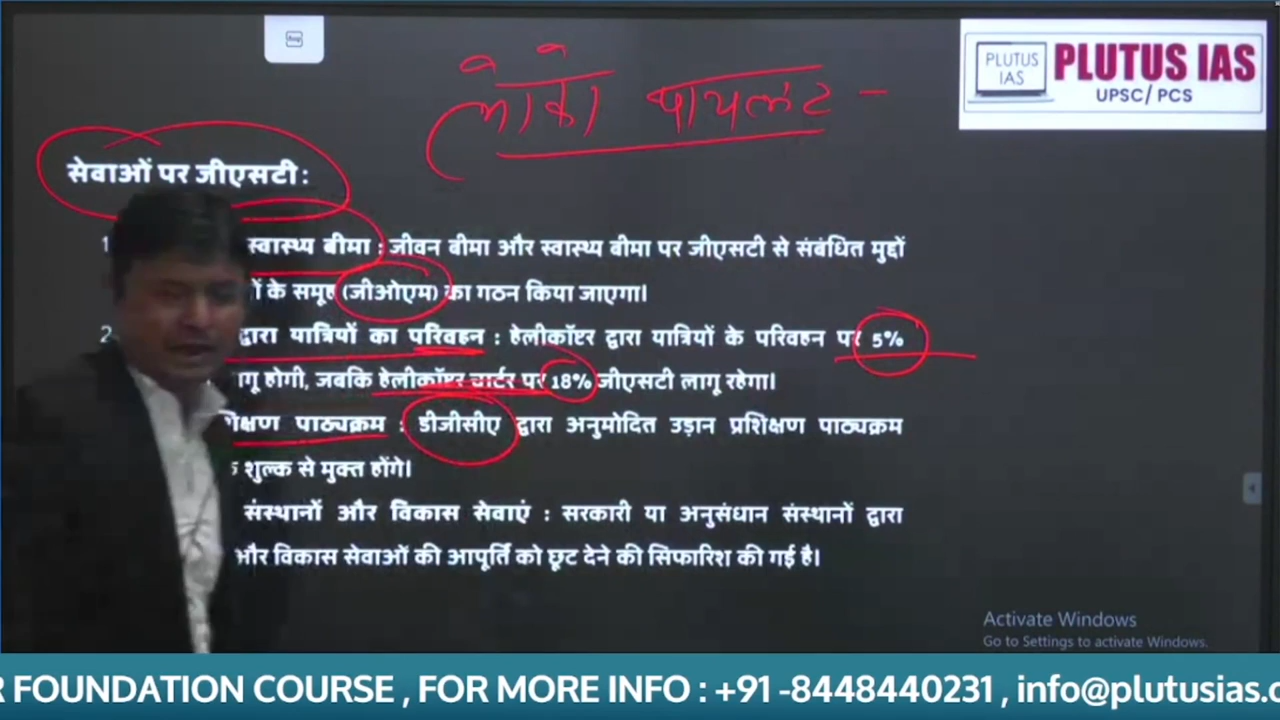 लोको पायलट -
PLUTUS IAS
PLUTUS IAS
UPSC/ PCS
सेवाओं पर जीएसटी :
1 स्वास्थ्य बीमा : जीवन बीमा और स्वास्थ्य बीमा पर जीएसटी से संबंधित मुद्दों
के समूह (जीओएम) का गठन किया जाएगा।
2 द्वारा यात्रियों का परिवहन : हेलीकॉप्टर द्वारा यात्रियों के परिवहन पर 5%
होगी, जबकि हेलीकॉप्टर चार्टर पर 18% जीएसटी लागू रहेगा।
पाठ्यक्रम : डीजीसीए द्वारा अनुमोदित उड़ान प्रशिक्षण पाठ्यक्रम
शुल्क से मुक्त होंगे।
संस्थानों और विकास सेवाएं : सरकारी या अनुसंधान संस्थानों द्वारा
और विकास सेवाओं की आपूर्ति को छूट देने की सिफारिश की गई है।
Activate Windows
Go to Settings to activate Windows.
R FOUNDATION COURSE , FOR MORE INFO : +91 -8448440231 , info@plutusias.c